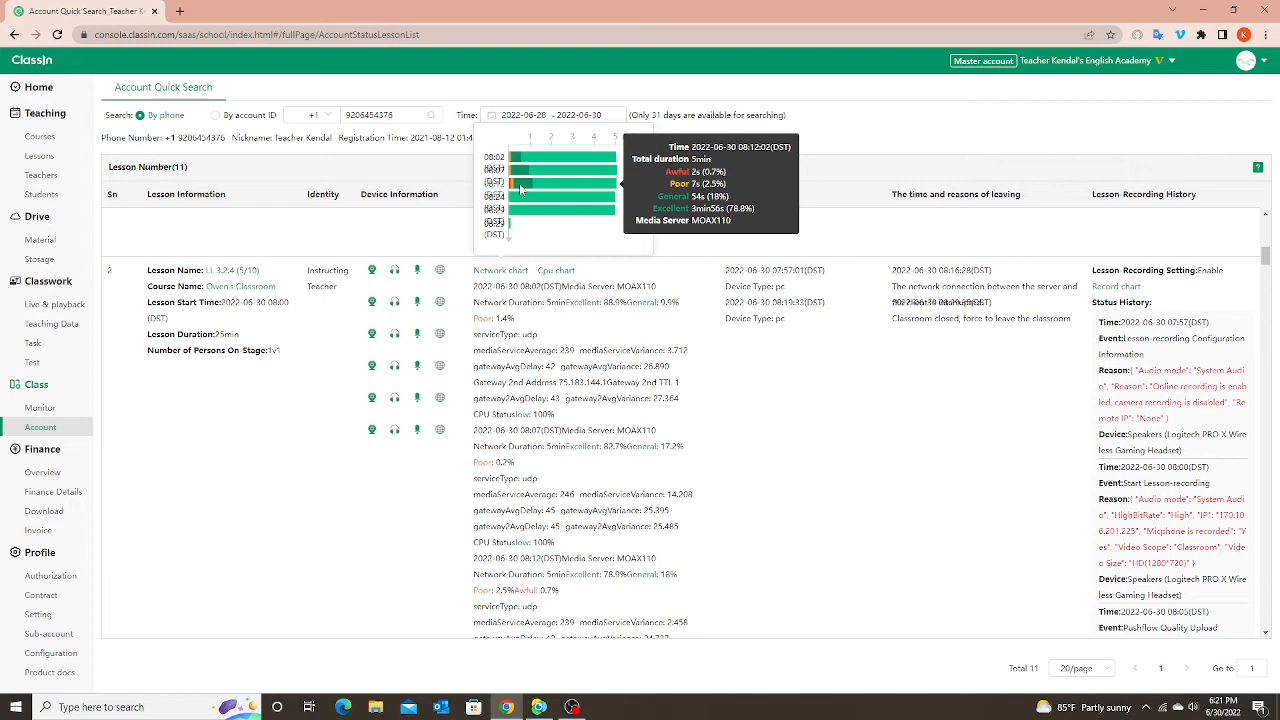 Account Quick Search_Teacher Ke
console.classin.com/saas/school/index.html#/fullPage/AccountStatusLessonList
K
ClassIn
Master account Teacher Kendal's English Academy V
Home
Teaching
Courses
Lessons
Teachers
Students
Drive
Material
Storage
Classwork
Live & playback
Teaching Data
Task
Test
Class
Monitor
Account
Finance
Overview
Finance Details
Download
Invoice
Profile
Authorization
Contract
Setting
Sub-account
Configuration
Product docs
Account Quick Search
Search: By phone By account ID +1 9206454376 Time: 2022-06-28 - 2022-06-30 (Only 31 days are available for searching)
Phone Number: +1 9206454376 Nickname: Teacher Kendal Registration Time: 2021-08-12 01:4
Lesson Number(11) ?
Sn Lesson Information Identity Device Information The time and reasons of leaving Lesson-Recording History
1 2 3 4 5
08:02
08:24
(DST)
Time 2022-06-30 08:12:02(DST)
Total duration 5min
Awful 2s (0.7%)
Poor 7s (2.5%)
General 54s (18%)
Excellent 3min56s (78.8%)
Media Server MOAX110
2
Lesson Name: LL 3.2.4 (5/10)
Course Name: Owen's Classroom
Lesson Start Time:2022-06-30 08:00
(DST)
Lesson Duration:25min
Number of Persons On-Stage:1v1
Instructing
Teacher
Network chart Cpu chart
2022-06-30 08:02(DST)Media Server: MOAX110
Network Duration: 5minExcellent: 88.9%General: 9.9%
Poor: 1.4%
serviceType: udp
mediaServiceAverage: 239 mediaServiceVariance: 3.712
gatewayAvgDelay: 42 gatewayAvgVariance: 26.890
Gateway 2nd Address 75.183.144.1Gateway 2nd TTL 1
gateway2AvgDelay: 43 gateway2AvgVariance: 27.364
CPU Statuslow: 100%
2022-06-30 08:07(DST)Media Server: MOAX110
Network Duration: 5minExcellent: 82.7%General: 17.2%
Poor: 0.2%
serviceType: udp
mediaServiceAverage: 246 mediaServiceVariance: 14.208
gatewayAvgDelay: 45 gatewayAvgVariance: 25.395
gateway2AvgDelay: 45 gateway2AvgVariance: 25.485
CPU Statuslow: 100%
2022-06-30 08:12(DST)Media Server: MOAX110
Network Duration: 5minExcellent: 78.9%General: 18%
Poor: 2.5%Awful: 0.7%
serviceType: udp
mediaServiceAverage: 239 mediaServiceVariance: 2.458
2022-06-30 07:57:01(DST)
Device Type: pc
2022-06-30 08:19:33(DST)
Device Type: pc
2022-06-30 08:16:28(DST)
The network connection between the server and
Classroom closed, force to leave the classroom
Lesson-Recording Setting:Enable
Record chart
Status History:
Time:2022-06-30 07:57(DST)
Event:Lesson-recording Configuration
Information
Reason:{ "Audio mode": "System Audi
o", "Reason": "Online recording is enab
led, camera recording is disabled", "Re
mote IP": "None" }
Device:Speakers (Logitech PRO X Wire
less Gaming Headset)
Time:2022-06-30 08:00(DST)
Event:Start Lesson-recording
Reason:{ "Audio mode": "System Audi
o", "HighBitRate": "High", "IP": "170.10
6.201.225", "Micphone is recorded": "Y
es", "Video Scope": "Classroom", "Vide
o Size": "HD(1280*720)" }
Device:Speakers (Logitech PRO X Wire
less Gaming Headset)
Time:2022-06-30 08:05(DST)
Event:Pushflow Quality Upload
Total 11 20/page 1 Go to 1
Type here to search
85°F Partly sunny
6:21 PM
6/30/2022